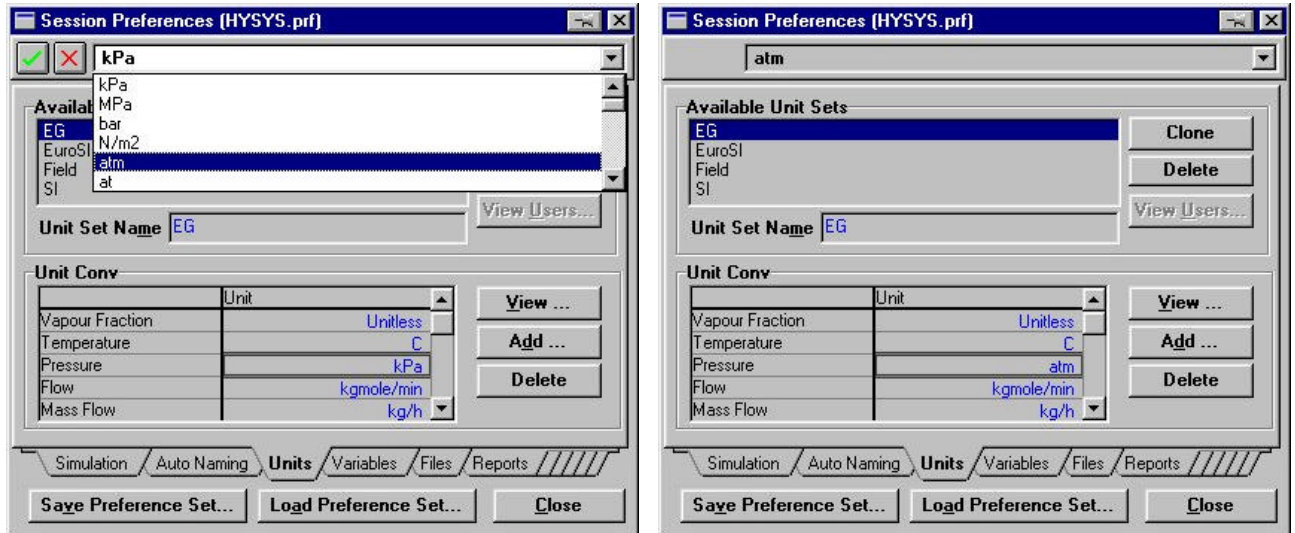 Session Preferences (HYSYS.prf)
kPa
kPa
MPa
bar
N/m2
atm
at
Availab
EG
EuroSI
Field
SI
View Users...
Unit Set Name EG
Unit Conv
Unit
Vapour Fraction Unitless
Temperature C
Pressure kPa
Flow kgmole/min
Mass Flow kg/h
View ...
Add ...
Delete
Simulation Auto Naming Units Variables Files Reports
Save Preference Set... Load Preference Set... Close
Session Preferences (HYSYS.prf)
atm
Available Unit Sets
EG
EuroSI
Field
SI
Clone
Delete
View Users...
Unit Set Name EG
Unit Conv
Unit
Vapour Fraction Unitless
Temperature C
Pressure atm
Flow kgmole/min
Mass Flow kg/h
View ...
Add ...
Delete
Simulation Auto Naming Units Variables Files Reports
Save Preference Set... Load Preference Set... Close